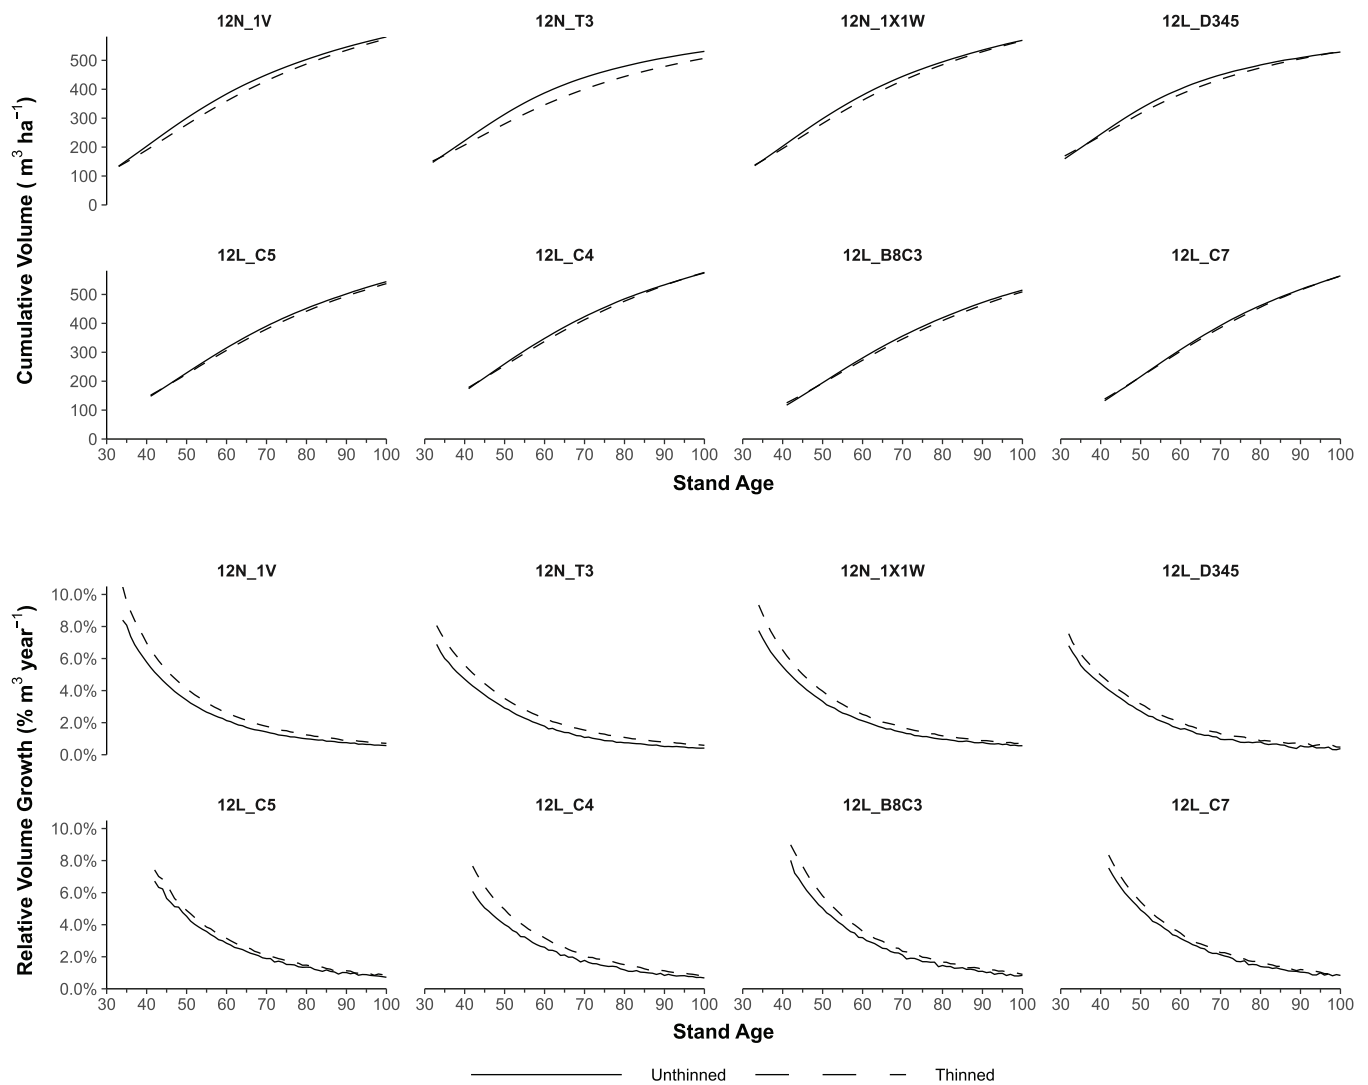 12N_1V 12N_T3 12N_1X1W 12L_D345
500
400
300
200
100
0
Cumulative Volume ( m³ ha⁻¹)
12L_C5 12L_C4 12L_B8C3 12L_C7
500
400
300
200
100
0
30 40 50 60 70 80 90 100 30 40 50 60 70 80 90 100 30 40 50 60 70 80 90 100 30 40 50 60 70 80 90 100
Stand Age
12N_1V 12N_T3 12N_1X1W 12L_D345
10.0%
8.0%
6.0%
4.0%
2.0%
0.0%
Relative Volume Growth (% m³ year⁻¹)
12L_C5 12L_C4 12L_B8C3 12L_C7
10.0%
8.0%
6.0%
4.0%
2.0%
0.0%
30 40 50 60 70 80 90 100 30 40 50 60 70 80 90 100 30 40 50 60 70 80 90 100 30 40 50 60 70 80 90 100
Stand Age
Unthinned Thinned